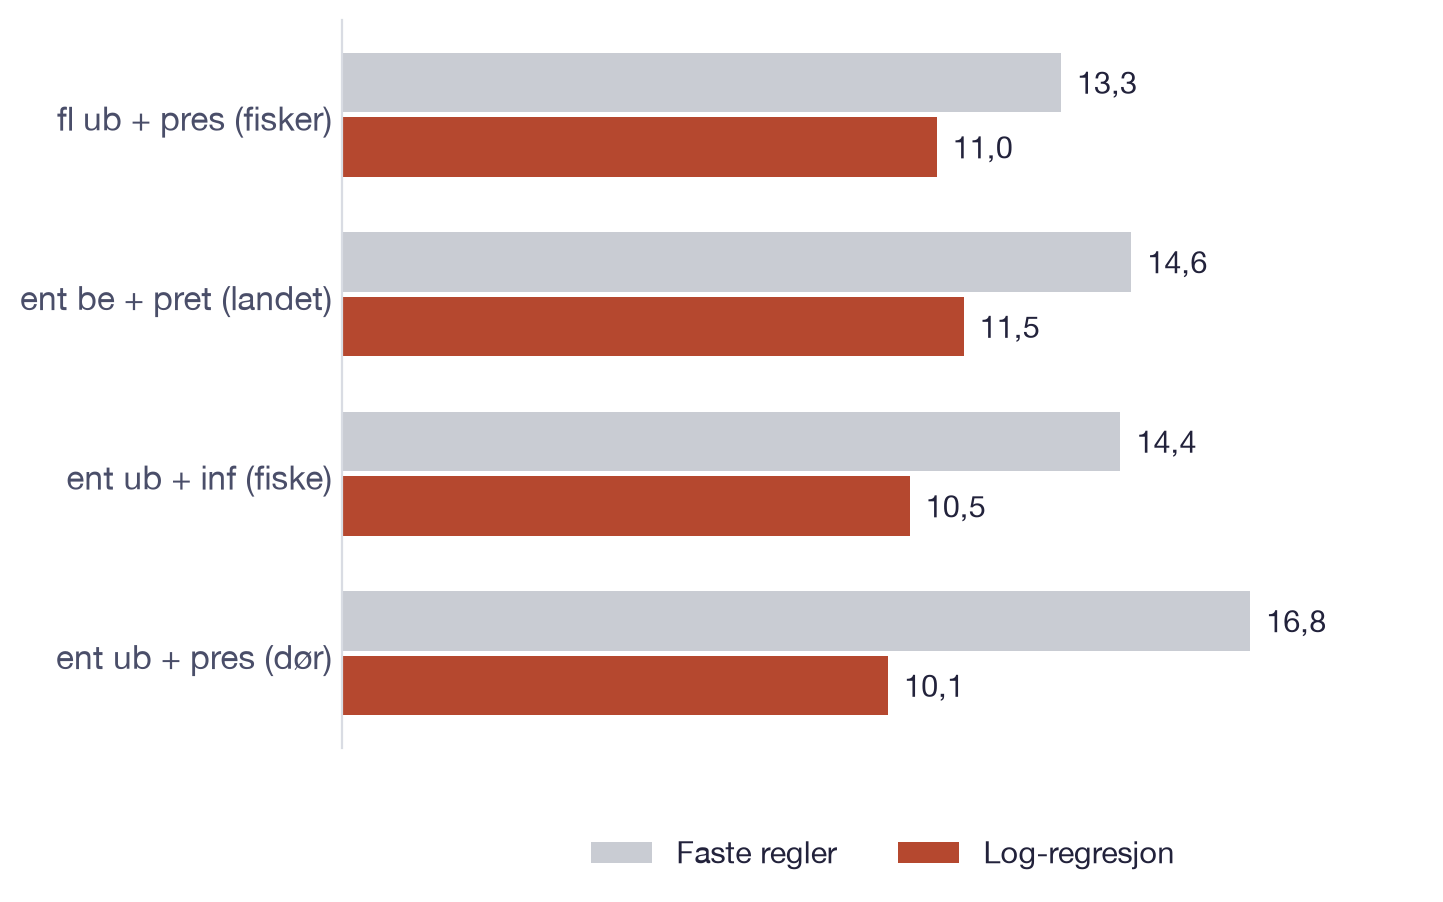 fl ub + pres (fisker)
13,3
11,0
ent be + pret (landet)
14,6
11,5
ent ub + inf (fiske)
14,4
10,5
ent ub + pres (dør)
16,8
10,1
Faste regler
Log-regresjon